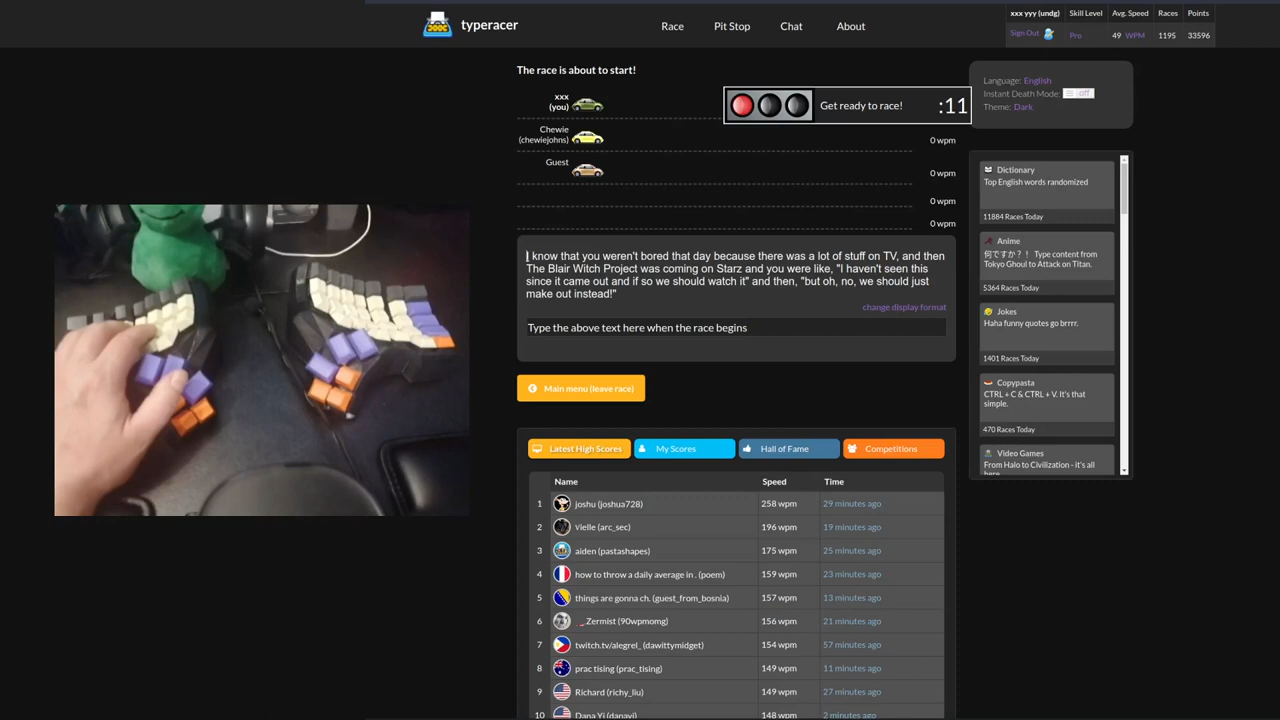 typeracer
Race
Pit Stop
Chat
About
xxx yyy (undg)
Skill Level
Avg. Speed
Races
Points
Sign Out
Pro
49 WPM
1195
33596
The race is about to start!
xxx
(you)
Get ready to race!
:11
Chewie
(chewiejohns)
0 wpm
Guest
0 wpm
0 wpm
0 wpm
I know that you weren't bored that day because there was a lot of stuff on TV, and then
The Blair Witch Project was coming on Starz and you were like, "I haven't seen this
since it came out and if so we should watch it" and then, "but oh, no, we should just
make out instead!"
change display format
Type the above text here when the race begins
Main menu (leave race)
Latest High Scores
My Scores
Hall of Fame
Competitions
Name Speed Time
1 joshu (joshua728) 258 wpm 29 minutes ago
2 Vielle (arc_sec) 196 wpm 19 minutes ago
3 aiden (pastashapes) 175 wpm 25 minutes ago
4 how to throw a daily average in . (poem) 159 wpm 23 minutes ago
5 things are gonna ch. (guest_from_bosnia) 157 wpm 13 minutes ago
6 Zermist (90wpmomg) 156 wpm 21 minutes ago
7 twitch.tv/alegrel_ (dawittymidget) 154 wpm 57 minutes ago
8 prac tising (prac_tising) 149 wpm 11 minutes ago
9 Richard (richy_liu) 149 wpm 27 minutes ago
10 Dana Yi (danayi) 148 wpm 2 minutes ago
Language: English
Instant Death Mode: off
Theme: Dark
Dictionary
Top English words randomized
11884 Races Today
Anime
何ですか？！ Type content from
Tokyo Ghoul to Attack on Titan.
5364 Races Today
Jokes
Haha funny quotes go brrrr.
1401 Races Today
Copypasta
CTRL + C & CTRL + V. It's that
simple.
470 Races Today
Video Games
From Halo to Civilization - it's all
here.